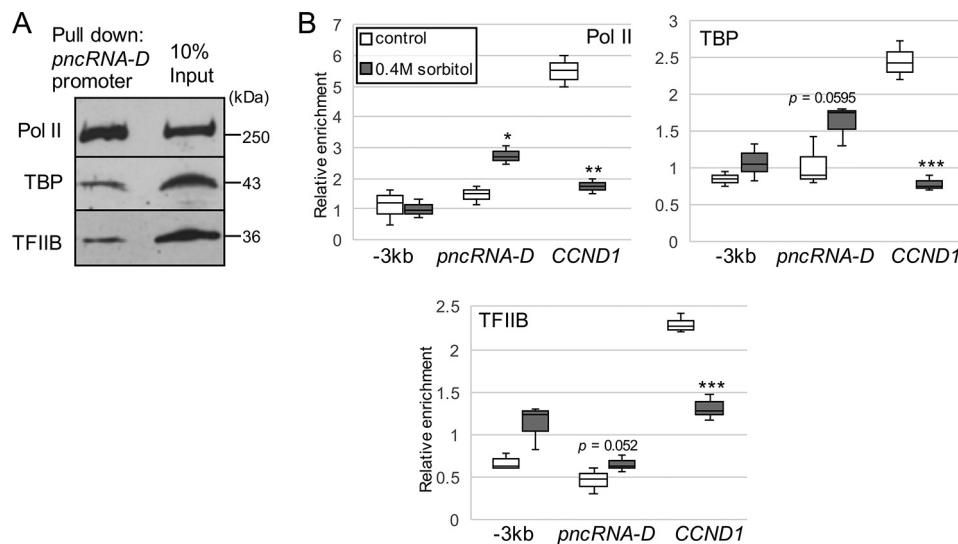 A
Pull down:
pncRNA-D
promoter
10%
Input
(kDa)
Pol II
250
TBP
43
TFIIB
36
B
Pol II
control
0.4M sorbitol
Relative enrichment
7
6
5
4
3
2
1
0
*
**
-3kb
pncRNA-D
CCND1
TBP
3
2.5
2
1.5
1
0.5
0
p = 0.0595
***
-3kb
pncRNA-D
CCND1
TFIIB
Relative enrichment
2.5
2
1.5
1
0.5
0
p = 0.052
***
-3kb
pncRNA-D
CCND1